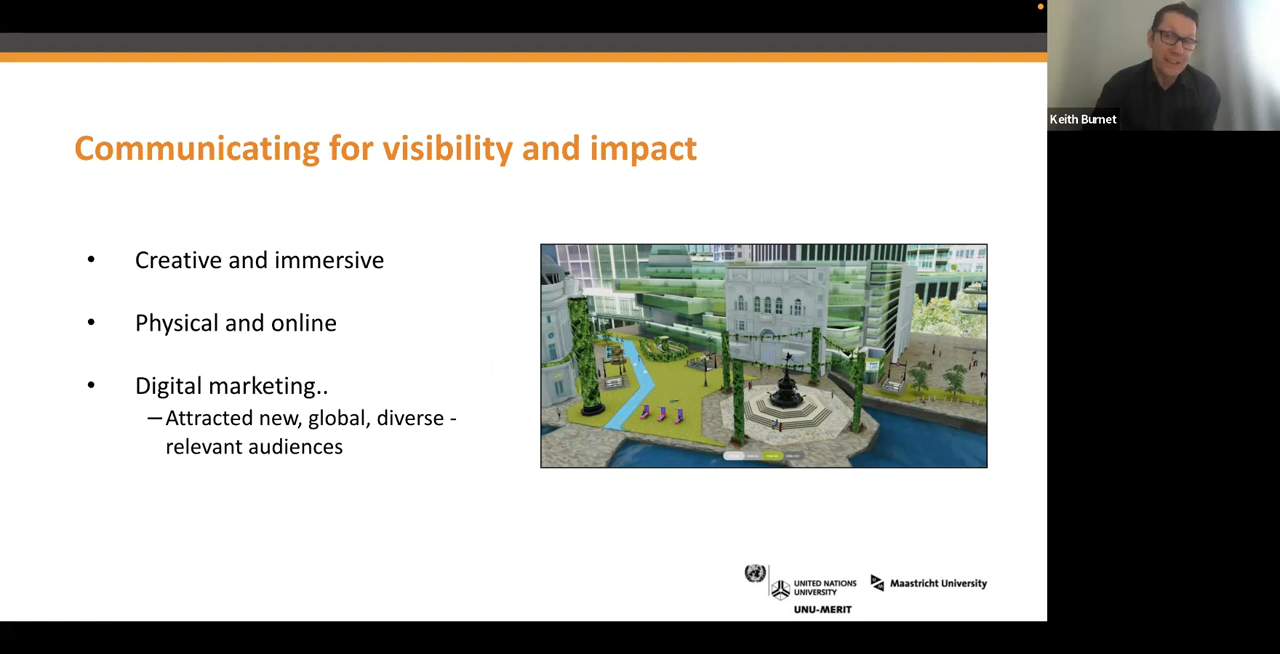 Keith Burnet
Communicating for visibility and impact
• Creative and immersive
• Physical and online
• Digital marketing..
–Attracted new, global, diverse -
relevant audiences
UNITED NATIONS
UNIVERSITY
UNU-MERIT
Maastricht University